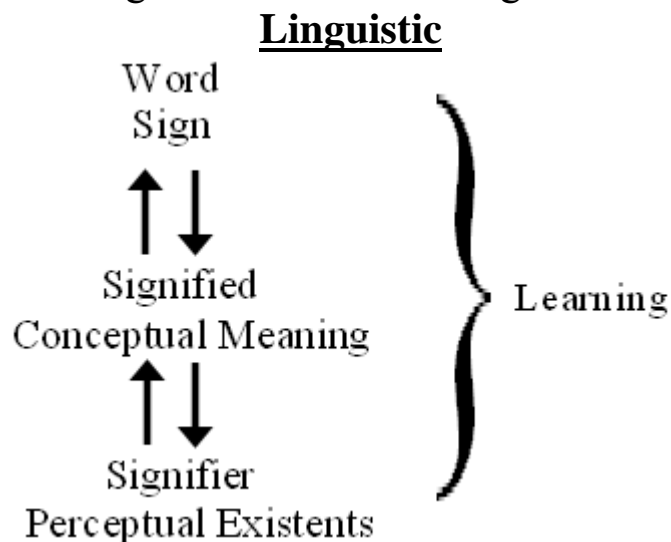 Linguistic
Word
Sign
Signified
Conceptual Meaning
Learning
Signifier
Perceptual Existents